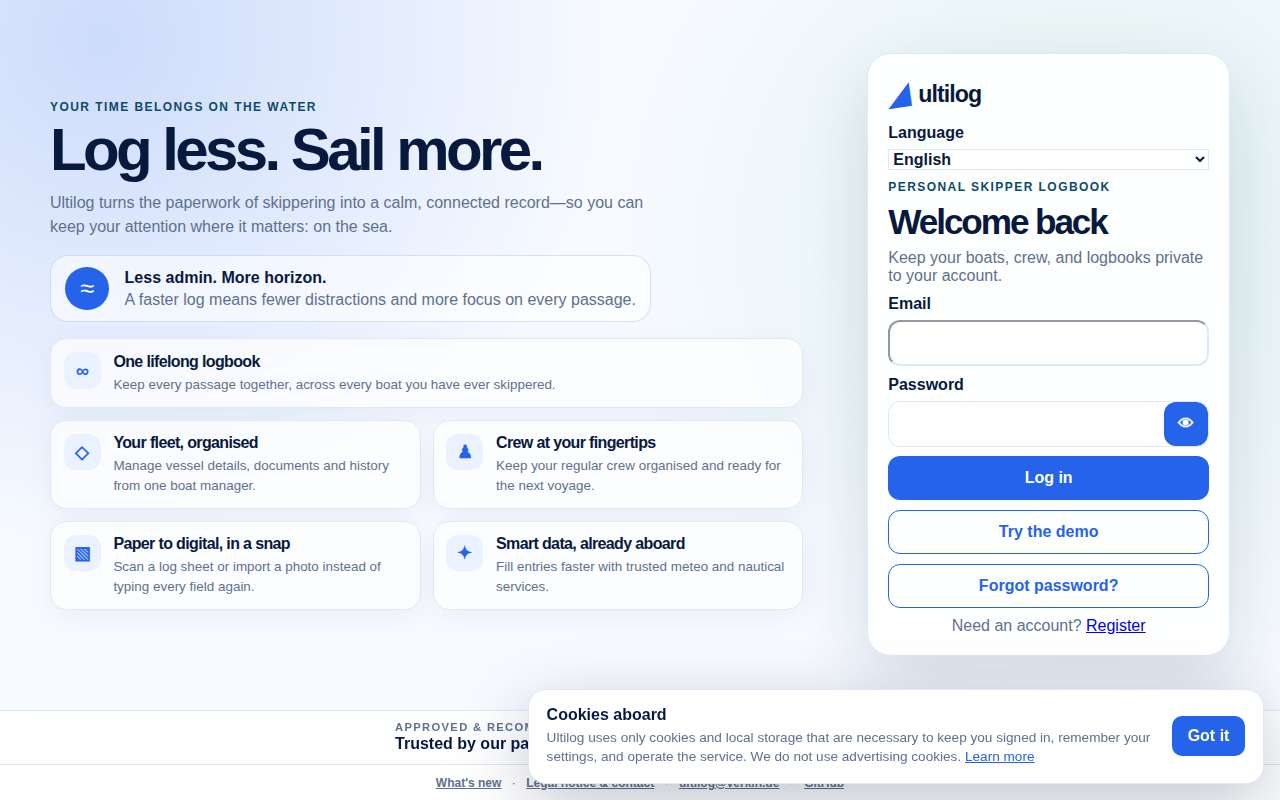 YOUR TIME BELONGS ON THE WATER
Log less. Sail more.
Ultilog turns the paperwork of skippering into a calm, connected record—so you can
keep your attention where it matters: on the sea.
Less admin. More horizon.
A faster log means fewer distractions and more focus on every passage.
One lifelong logbook
Keep every passage together, across every boat you have ever skippered.
Your fleet, organised
Manage vessel details, documents and history
from one boat manager.
Crew at your fingertips
Keep your regular crew organised and ready for
the next voyage.
Paper to digital, in a snap
Scan a log sheet or import a photo instead of
typing every field again.
Smart data, already aboard
Fill entries faster with trusted meteo and nautical
services.
ultilog
Language
English
PERSONAL SKIPPER LOGBOOK
Welcome back
Keep your boats, crew, and logbooks private
to your account.
Email
Password
Log in
Try the demo
Forgot password?
Need an account? Register
APPROVED &
Trusted by our
Cookies aboard
Ultilog uses only cookies and local storage that are necessary to keep you signed in, remember your
settings, and operate the service. We do not use advertising cookies. Learn more
Got it
What's new · Legal notice & contact · ultilog@verkin.de · GitHub